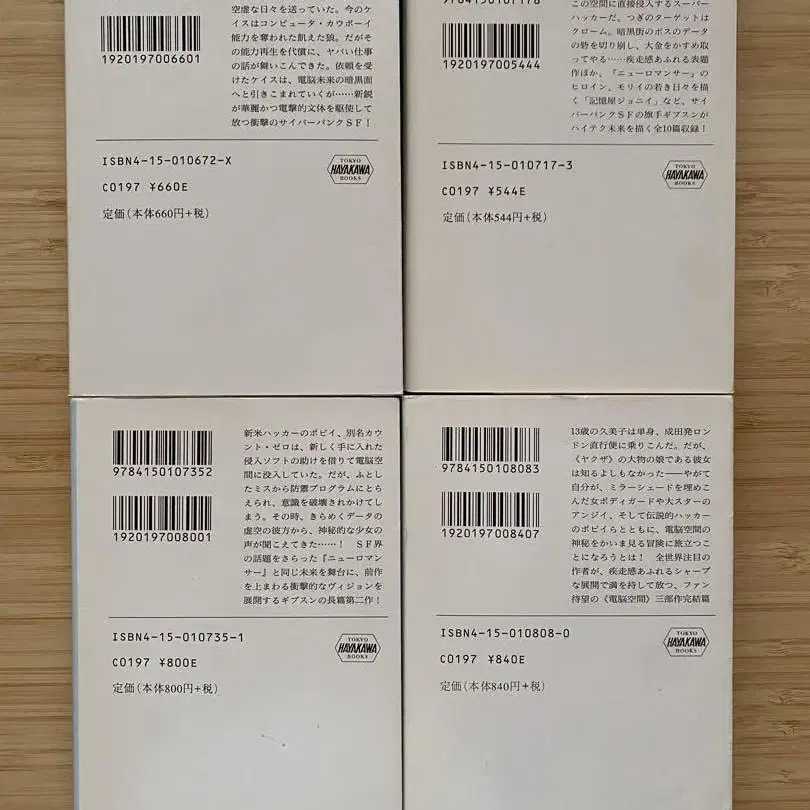 空虚な日々を送っていた。今のケ
イスはコンピュータ・カウボーイ
能力を奪われた飢えた狼。だがそ
の能力再生を代償に、ヤバい仕事
の話が舞いこんできた。依頼を受
けたケイスは、電脳未来の暗黒面
へと引きこまれていくが……新鋭
が華麗かつ電撃的文体を駆使して
放つ衝撃のサイバーパンクSF！
1920197006601
ISBN4-15-010672-X
C0197 ¥660E
定価(本体660円+税)
TOKYO
HAYAKAWA
BOOKS
この空間に直接侵入するスーパー
ハッカーだ。つぎのターゲットは
クローム。暗黒街のボスのデータ
の砦を切り崩し、大金をかすめ取
ってやる……疾走感あふれる表題
作ほか、『ニューロマンサー』の
ヒロイン、モリイの若き日々を描
く「記憶屋ジョニイ」など、サイ
バーパンクSFの旗手ギブスンが
ハイテク未来を描く全10篇収録！
9784150107178
1920197005444
ISBN4-15-010717-3
C0197 ¥544E
定価(本体544円+税)
TOKYO
HAYAKAWA
BOOKS
9784150107352
1920197008001
新米ハッカーのボビイ、別名カウ
ント・ゼロは、新しく手に入れた
侵入ソフトの助けを借りて電脳空
間に没入していた。だが、ふとし
たミスから防禦プログラムにとら
えられ、意識を破壊されかけてし
まう。その時、きらめくデータの
虚空の彼方から、神秘的な少女の
声が聞こえてきた……！　SF界
の話題をさらった『ニューロマン
サー』と同じ未来を舞台に、前作
を上まわる衝撃的なヴィジョンを
展開するギブスンの長篇第二作！
ISBN4-15-010735-1
C0197 ¥800E
定価(本体800円+税)
TOKYO
HAYAKAWA
BOOKS
9784150108083
1920197008407
13歳の久美子は単身、成田発ロン
ドン直行便に乗りこんだ。だが、
《ヤクザ》の大物の娘である彼女
は知るよしもなかった――やがて
自分が、ミラーシェードを埋めこ
んだ女ボディガードや大スターの
アンジイ、そして伝説的ハッカー
のボビイらとともに、電脳空間の
神秘をかいま見る冒険に旅立つこ
とになろうとは！　全世界注目の
作者が、疾走感あふれるシャープ
な展開で満を持して放つ、ファン
待望の《電脳空間》三部作完結篇
ISBN4-15-010808-0
C0197 ¥840E
定価(本体840円+税)
TOKYO
HAYAKAWA
BOOKS